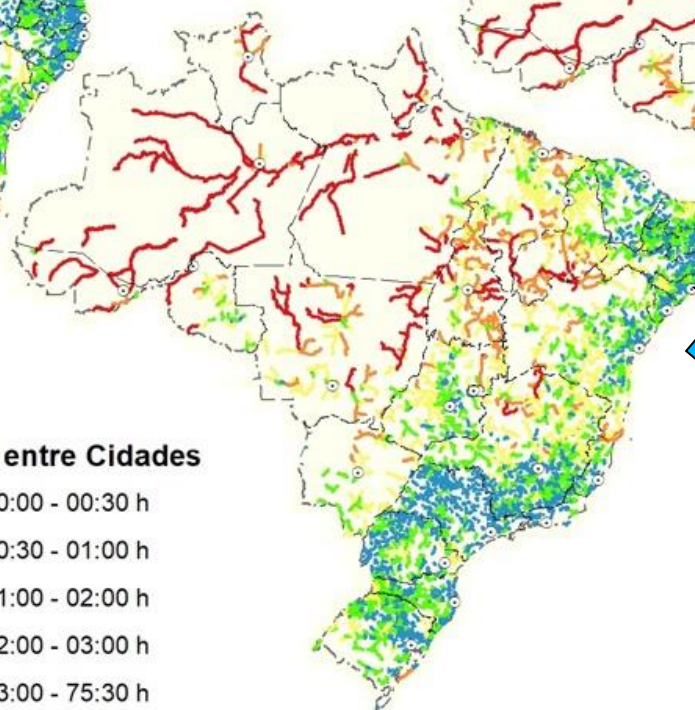 entre Cidades
0:00 - 00:30 h
0:30 - 01:00 h
1:00 - 02:00 h
2:00 - 03:00 h
3:00 - 75:30 h